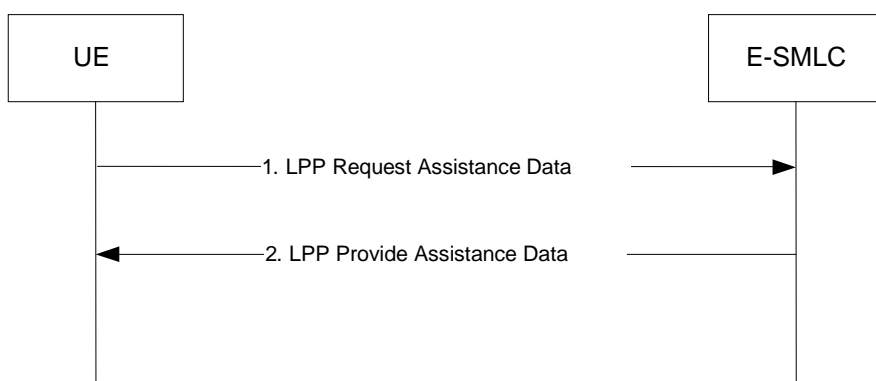 UE
E-SMLC
1. LPP Request Assistance Data
2. LPP Provide Assistance Data